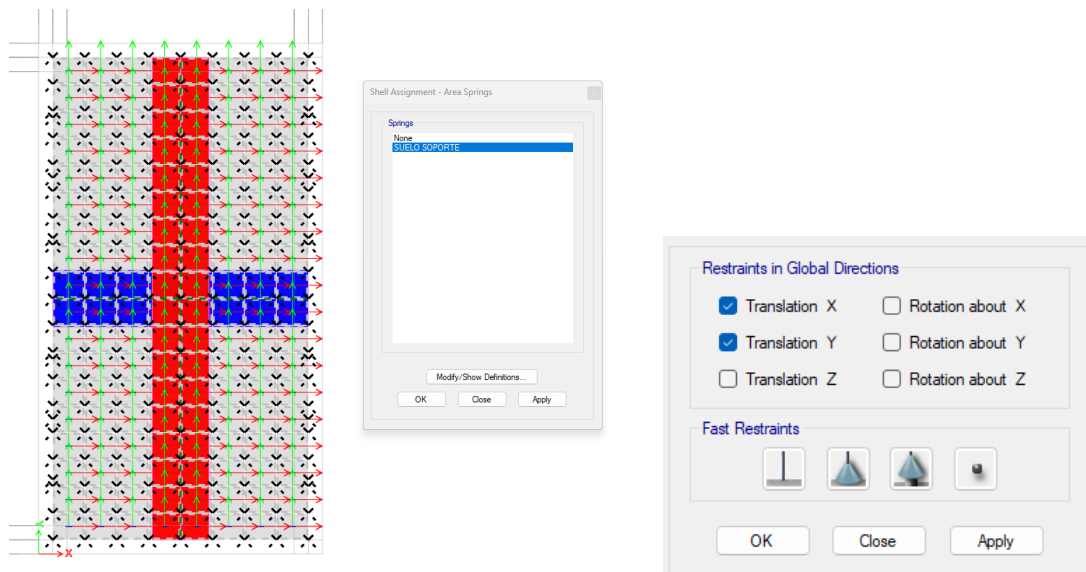 Shell Assignment - Area Springs
Springs
None
SUELO SOPORTE
Modify/Show Definitions...
OK Close Apply
Restraints in Global Directions
Translation X Rotation about X
Translation Y Rotation about Y
Translation Z Rotation about Z
Fast Restraints
OK Close Apply
Y
X